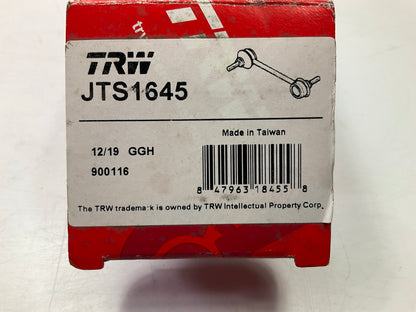 TRW
JTS1645
Made in Taiwan
12/19 GGH
900116
8 47963 18455 8
The TRW trademark is owned by TRW Intellectual Property Corp.